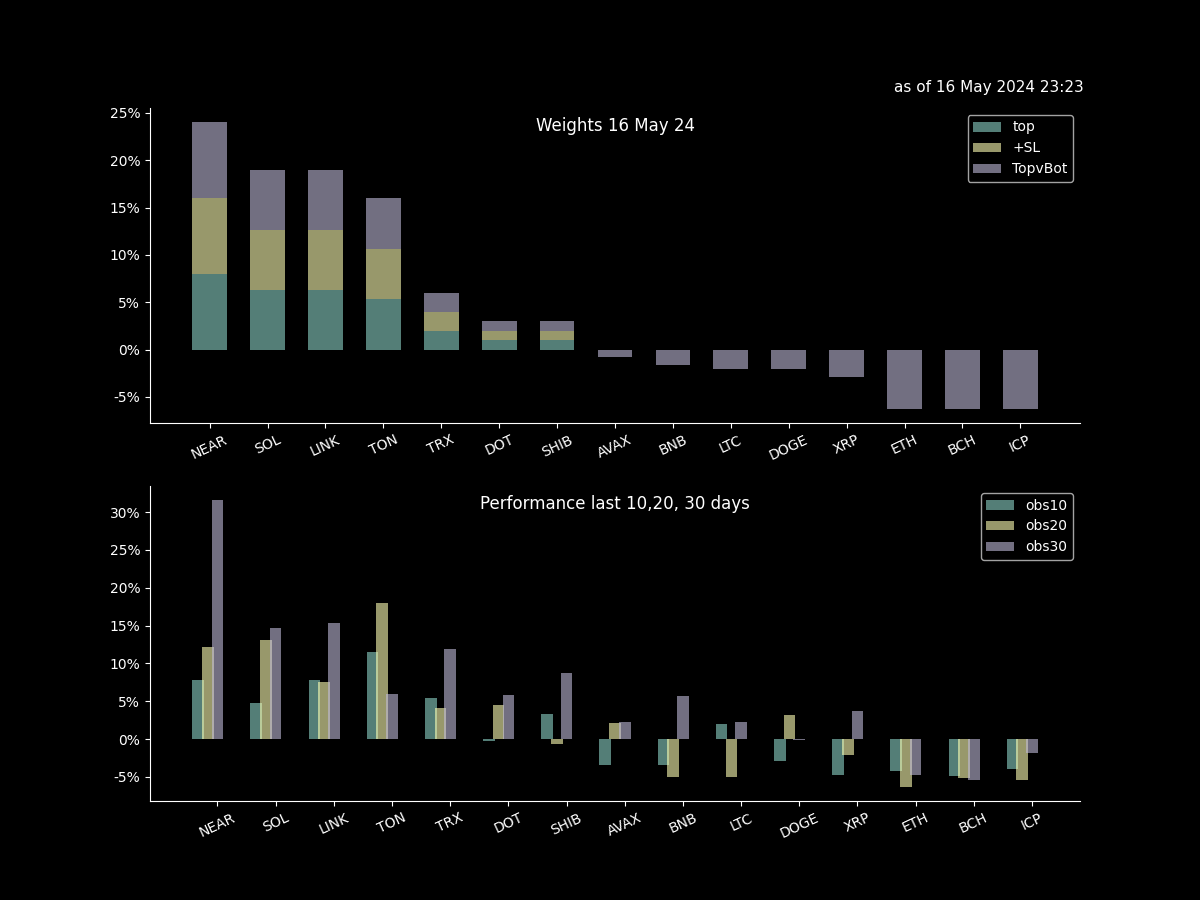 as of 16 May 2024 23:23
Weights 16 May 24
top
+SL
TopvBot
25%
20%
15%
10%
5%
0%
-5%
NEAR SOL LINK TON TRX DOT SHIB AVAX BNB LTC DOGE XRP ETH BCH ICP
Performance last 10,20, 30 days
obs10
obs20
obs30
30%
25%
20%
15%
10%
5%
0%
-5%
NEAR SOL LINK TON TRX DOT SHIB AVAX BNB LTC DOGE XRP ETH BCH ICP